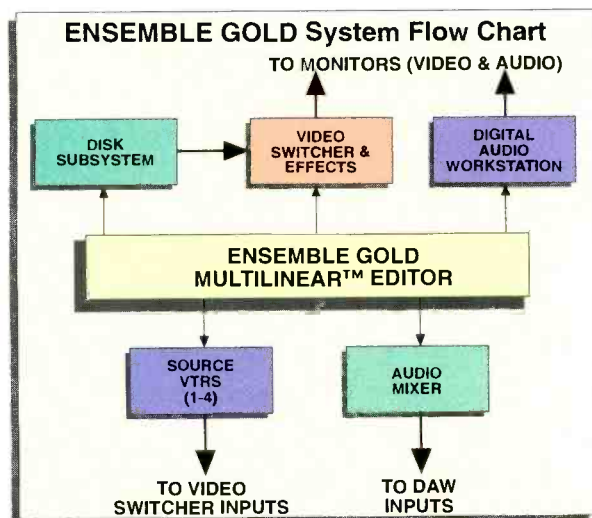 ENSEMBLE GOLD System Flow Chart
TO MONITORS (VIDEO & AUDIO)
DISK
SUBSYSTEM
VIDEO
SWITCHER &
EFFECTS
DIGITAL
AUDIO
WORKSTATION
ENSEMBLE GOLD
MULTILINEAR™ EDITOR
SOURCE
VTRS
(1-4)
AUDIO
MIXER
TO VIDEO
SWITCHER INPUTS
TO DAW
INPUTS